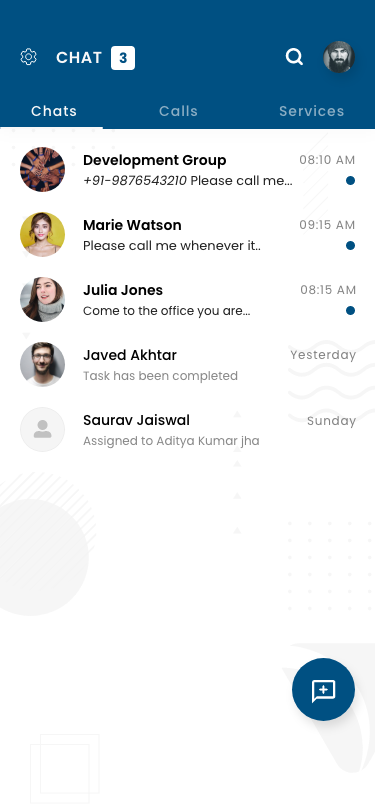 CHAT 3
Chats Calls Services
Development Group 08:10 AM
+91-9876543210 Please call me...
Marie Watson 09:15 AM
Please call me whenever it..
Julia Jones 08:15 AM
Come to the office you are...
Javed Akhtar Yesterday
Task has been completed
Saurav Jaiswal Sunday
Assigned to Aditya Kumar jha